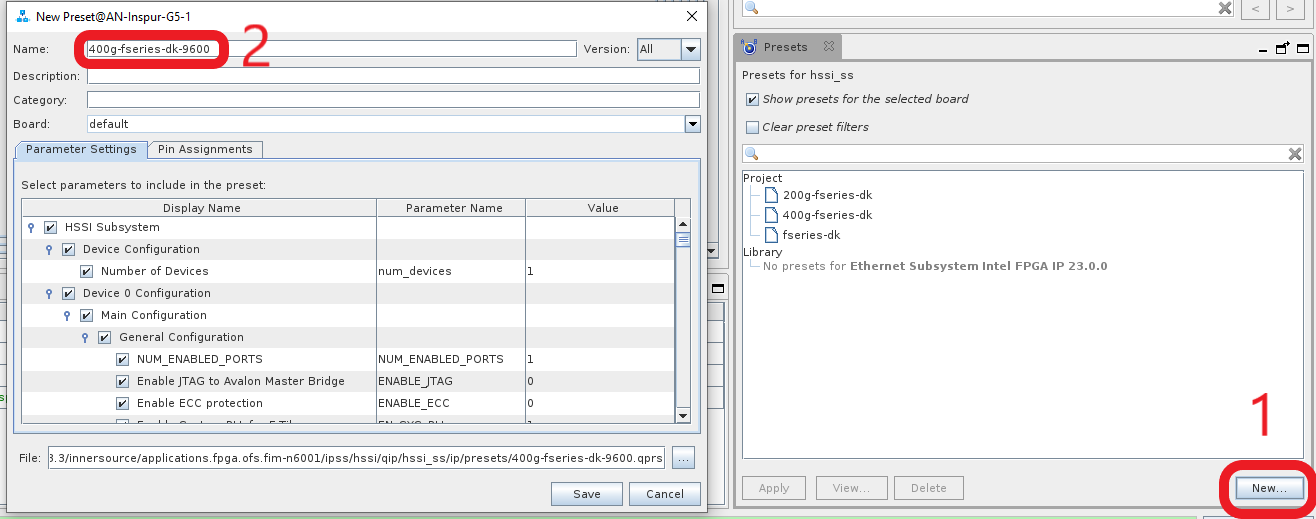 New Preset@AN-Inspur-G5-1
Name: 400g-fseries-dk-9600 2 Version: All
Description:
Category:
Board: default
Parameter Settings Pin Assignments
Select parameters to include in the preset:
Display Name Parameter Name Value
HSSI Subsystem
Device Configuration
Number of Devices num_devices 1
Device 0 Configuration
Main Configuration
General Configuration
NUM_ENABLED_PORTS NUM_ENABLED_PORTS 1
Enable JTAG to Avalon Master Bridge ENABLE_JTAG 0
Enable ECC protection ENABLE_ECC 0
File: 3.3/innersource/applications.fpga.ofs.fim-n6001/ipss/hssi/qip/hssi_ss/ip/presets/400g-fseries-dk-9600.qprs ...
Save Cancel
Presets
Presets for hssi_ss
Show presets for the selected board
Clear preset filters
Project
200g-fseries-dk
400g-fseries-dk
fseries-dk
Library
No presets for Ethernet Subsystem Intel FPGA IP 23.0.0
1
Apply View... Delete New...